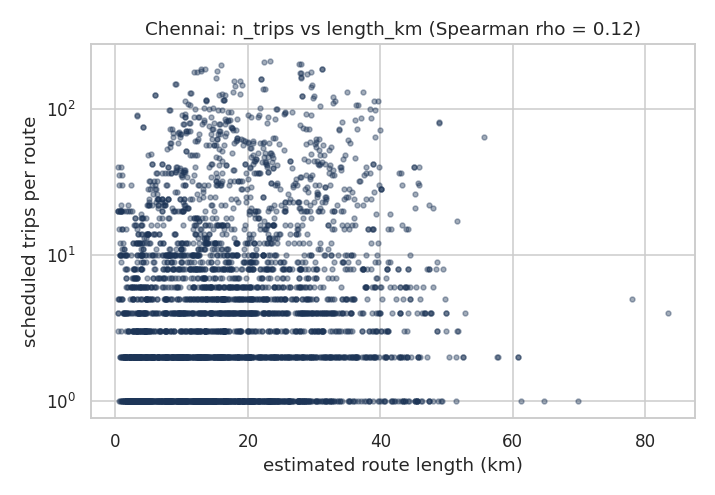 Chennai: n_trips vs length_km (Spearman rho = 0.12)
scheduled trips per route
10²
10¹
10⁰
0 20 40 60 80
estimated route length (km)